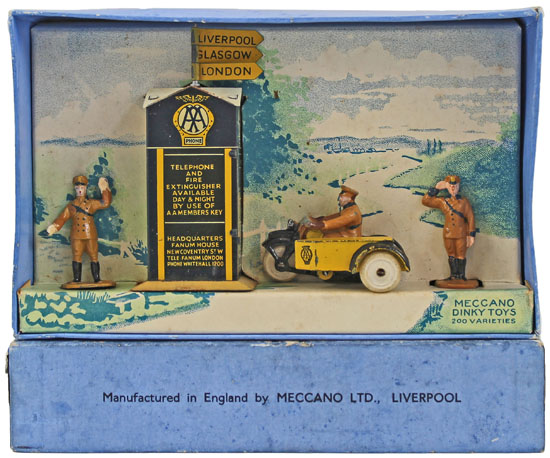 LIVERPOOL
GLASGOW
LONDON
AA
PHONE
TELEPHONE
AND
FIRE
EXTINGUISHER
AVAILABLE
DAY & NIGHT
BY USE OF
A A MEMBERS KEY
HEADQUARTERS
FANUM HOUSE
NEW COVENTRY ST W
TELE FANUM LONDON
PHONE WHITEHALL 1200
AA
MECCANO
DINKY TOYS
200 VARIETIES
Manufactured in England by MECCANO LTD., LIVERPOOL